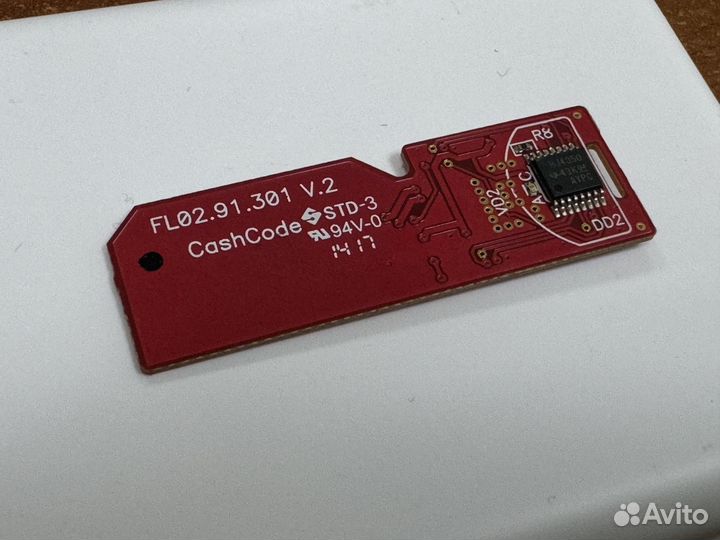 FL02.91.301 V.2
CashCode STD-3
94V-0
1417
R8
VD2
DD2
Avito